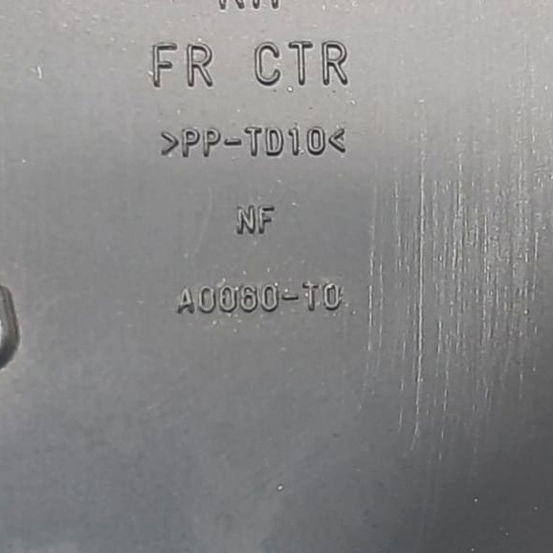 FR CTR
>PP-TD10<
NF
A0060-T0